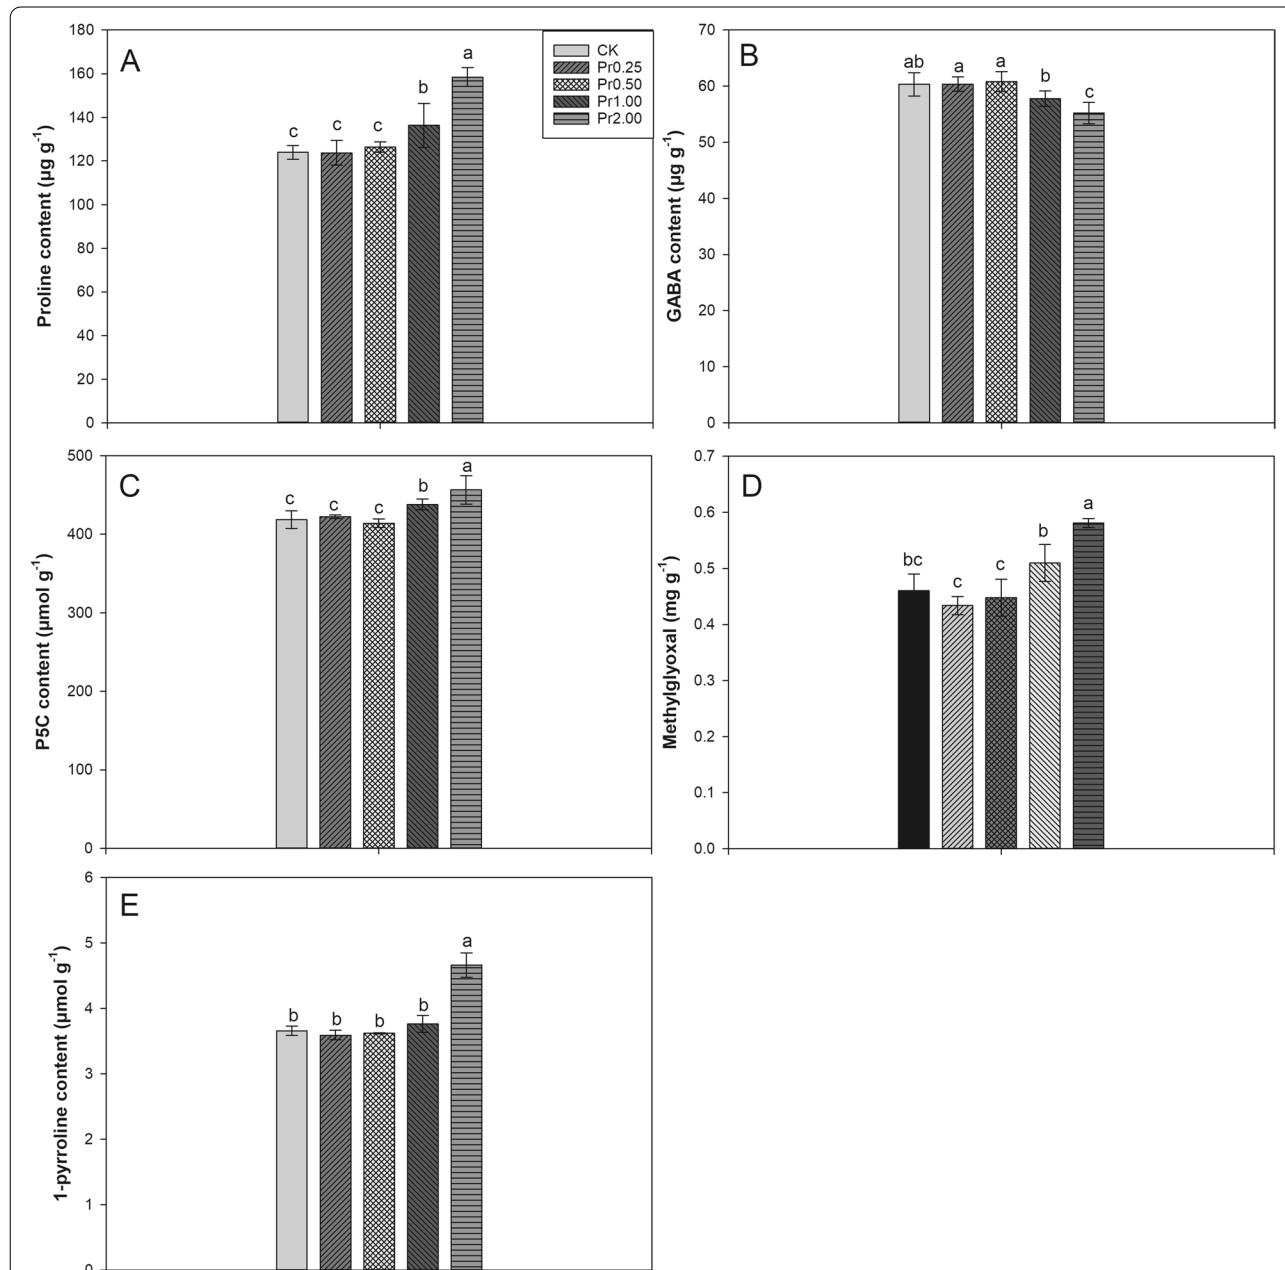 A
CK
Pr0.25
Pr0.50
Pr1.00
Pr2.00
180
160
140
120
100
80
60
40
20
0
Proline content (µg g⁻¹)
c c c b a
B
70
60
50
40
30
20
10
0
GABA content (µg g⁻¹)
ab a a b c
C
500
400
300
200
100
0
P5C content (µmol g⁻¹)
c c c b a
D
0.7
0.6
0.5
0.4
0.3
0.2
0.1
0.0
Methylglyoxal (mg g⁻¹)
bc c c b a
E
6
5
4
3
2
1
0
1-pyrroline content (µmol g⁻¹)
b b b b a